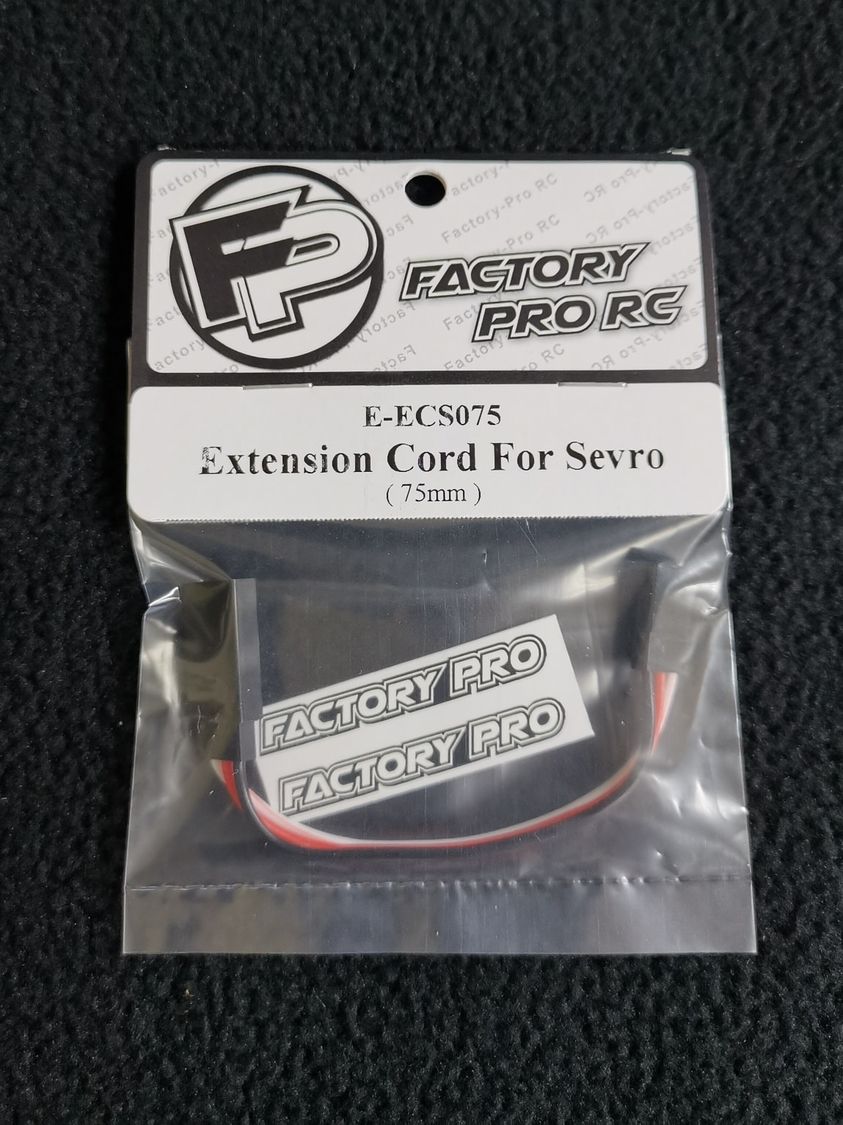 FP
FACTORY
PRO RC
E-ECS075
Extension Cord For Sevro
( 75mm )
FACTORY PRO
FACTORY PRO